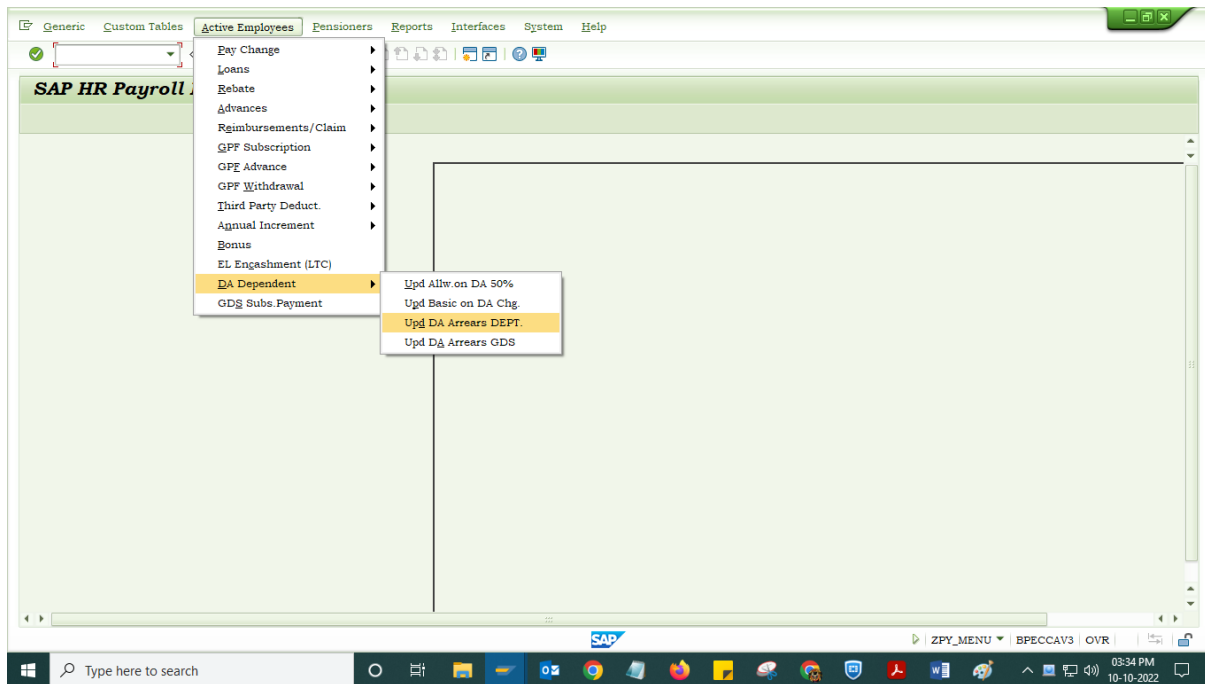 Generic Custom Tables Active Employees Pensioners Reports Interfaces System Help
SAP HR Payroll
Pay Change
Loans
Rebate
Advances
Reimbursements/Claim
GPF Subscription
GPF Advance
GPF Withdrawal
Third Party Deduct.
Annual Increment
Bonus
EL Encashment (LTC)
DA Dependent
GDS Subs.Payment
Upd Allw.on DA 50%
Upd Basic on DA Chg.
Upd DA Arrears DEPT.
Upd DA Arrears GDS
SAP
ZPY_MENU BPECCAV3 OVR
Type here to search
03:34 PM
10-10-2022